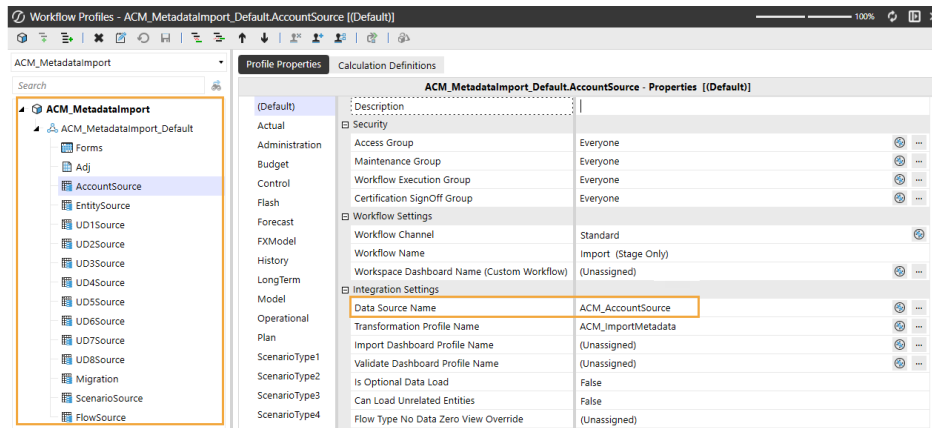 Workflow Profiles - ACM_MetadataImport_Default.AccountSource [(Default)]
100%
ACM_MetadataImport
Search
ACM_MetadataImport
ACM_MetadataImport_Default
Forms
Adj
AccountSource
EntitySource
UD1Source
UD2Source
UD3Source
UD4Source
UD5Source
UD6Source
UD7Source
UD8Source
Migration
ScenarioSource
FlowSource
Profile Properties
Calculation Definitions
ACM_MetadataImport_Default.AccountSource - Properties [(Default)]
(Default)
Actual
Administration
Budget
Control
Flash
Forecast
FXModel
History
LongTerm
Model
Operational
Plan
ScenarioType1
ScenarioType2
ScenarioType3
ScenarioType4
Description
Security
Access Group Everyone ...
Maintenance Group Everyone ...
Workflow Execution Group Everyone ...
Certification SignOff Group Everyone ...
Workflow Settings
Workflow Channel Standard
Workflow Name Import (Stage Only)
Workspace Dashboard Name (Custom Workflow) (Unassigned) ...
Integration Settings
Data Source Name ACM_AccountSource ...
Transformation Profile Name ACM_ImportMetadata ...
Import Dashboard Profile Name (Unassigned) ...
Validate Dashboard Profile Name (Unassigned) ...
Is Optional Data Load False
Can Load Unrelated Entities False
Flow Type No Data Zero View Override (Unassigned)